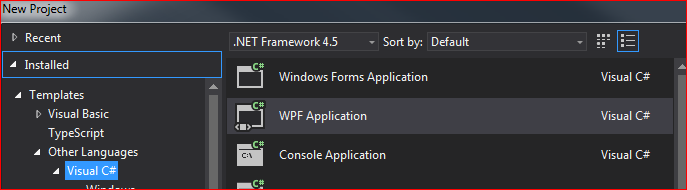 New Project
Recent
Installed
Templates
Visual Basic
TypeScript
Other Languages
Visual C#
Windows
.NET Framework 4.5 Sort by: Default
C# Windows Forms Application Visual C#
C# WPF Application Visual C#
C# C:\ Console Application Visual C#
C#